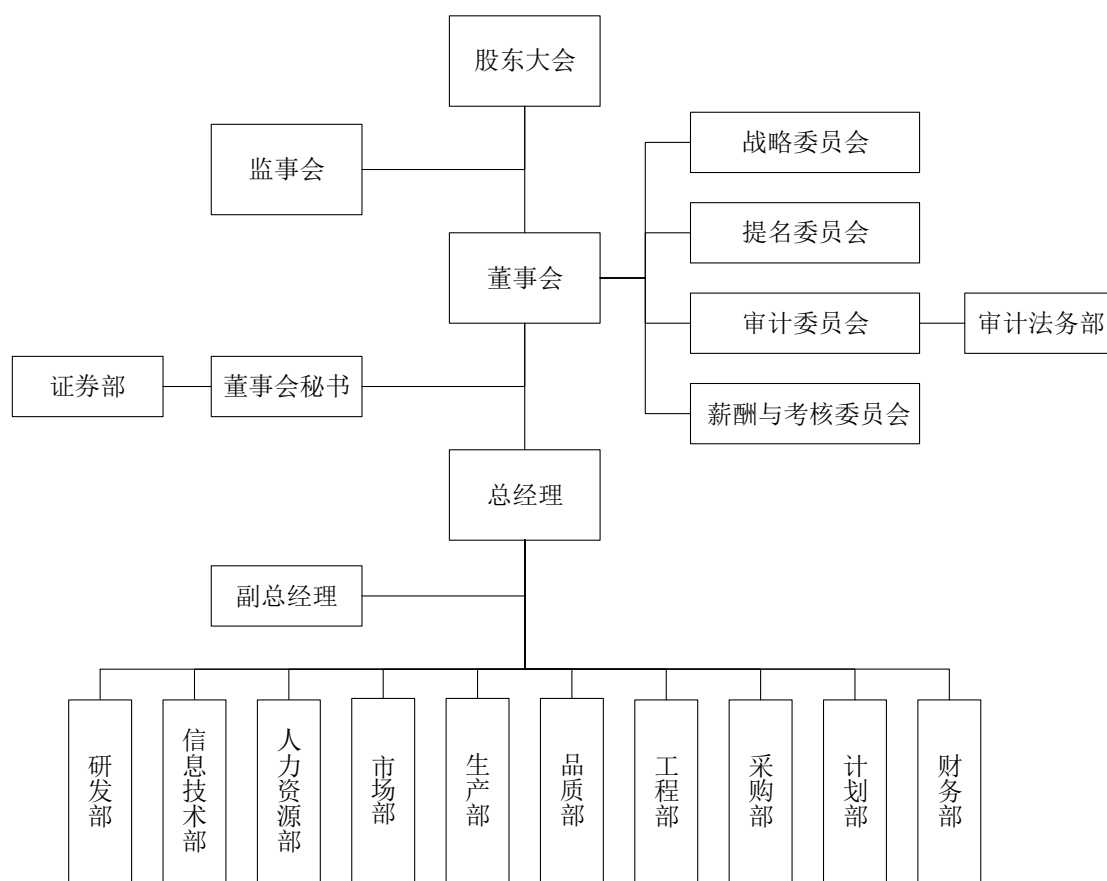 股东大会
监事会
战略委员会
提名委员会
董事会
审计委员会
审计法务部
证券部
董事会秘书
薪酬与考核委员会
总经理
副总经理
研发部
信息技术部
人力资源部
市场部
生产部
品质部
工程部
采购部
计划部
财务部